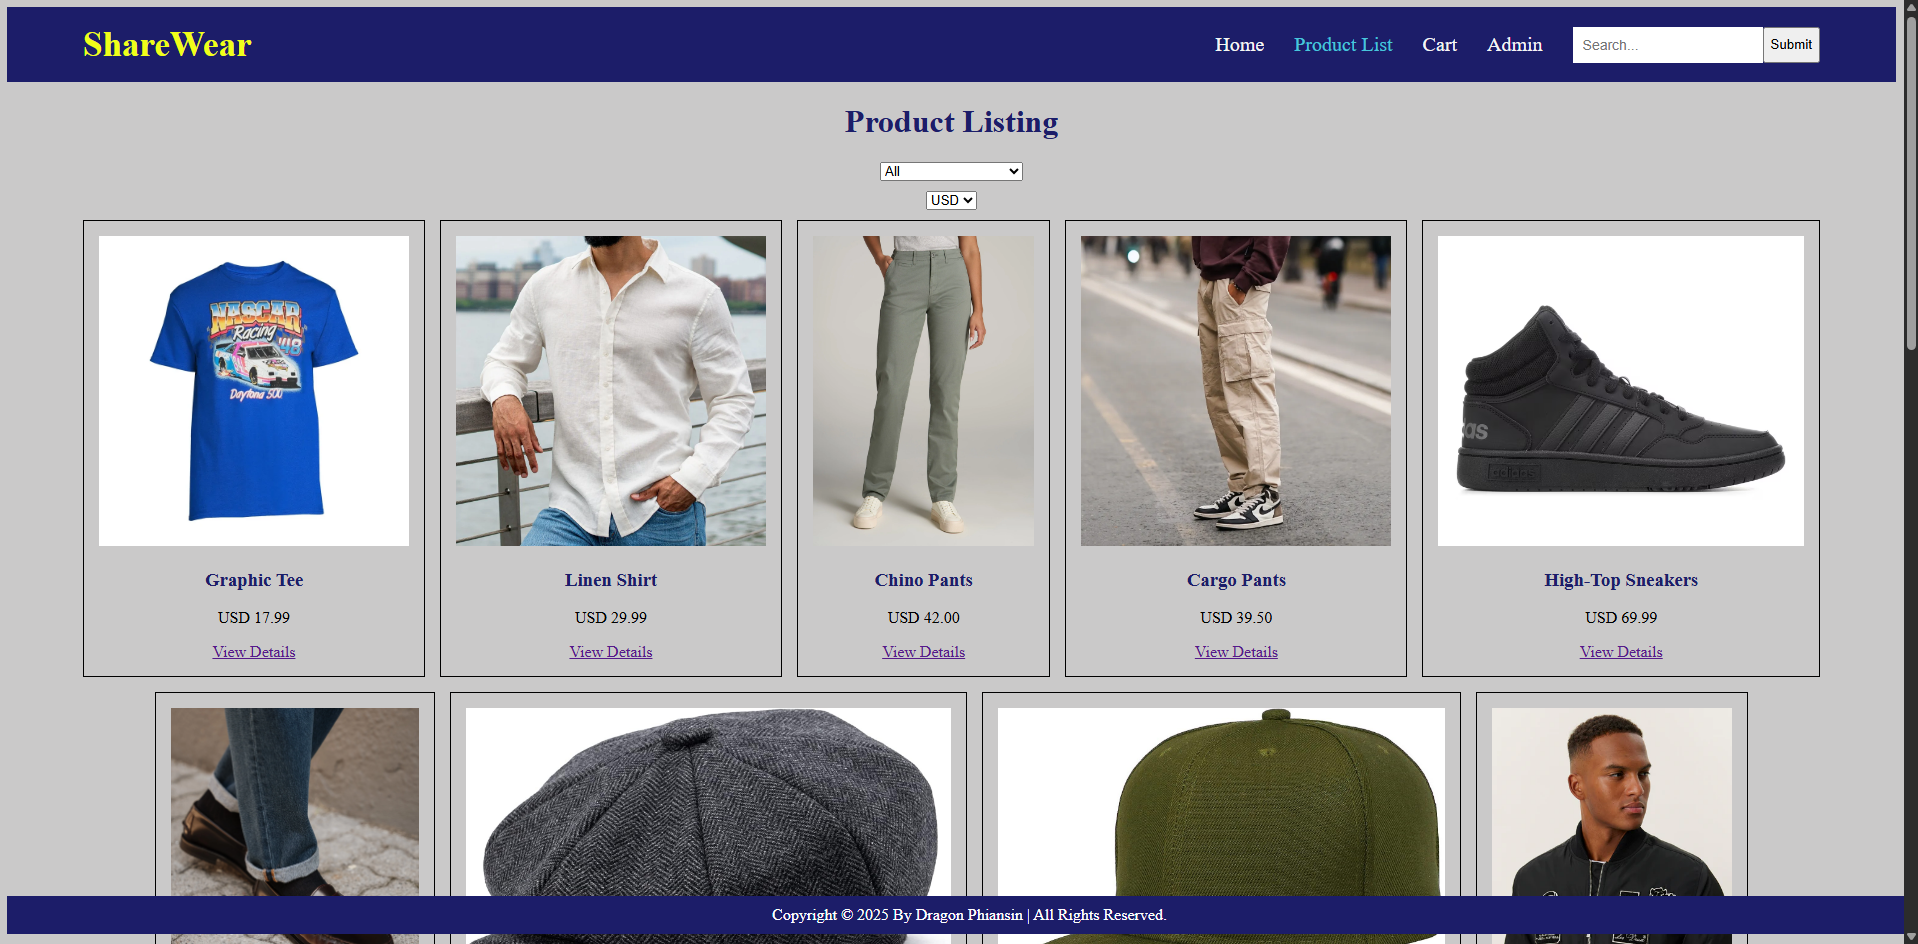 ShareWear
Home Product List Cart Admin Search... Submit
Product Listing
All
USD
NASCAR
Racing
'48
Daytona 500
das
adidas
Graphic Tee
USD 17.99
View Details
Linen Shirt
USD 29.99
View Details
Chino Pants
USD 42.00
View Details
Cargo Pants
USD 39.50
View Details
High-Top Sneakers
USD 69.99
View Details
Copyright © 2025 By Dragon Phiansin | All Rights Reserved.